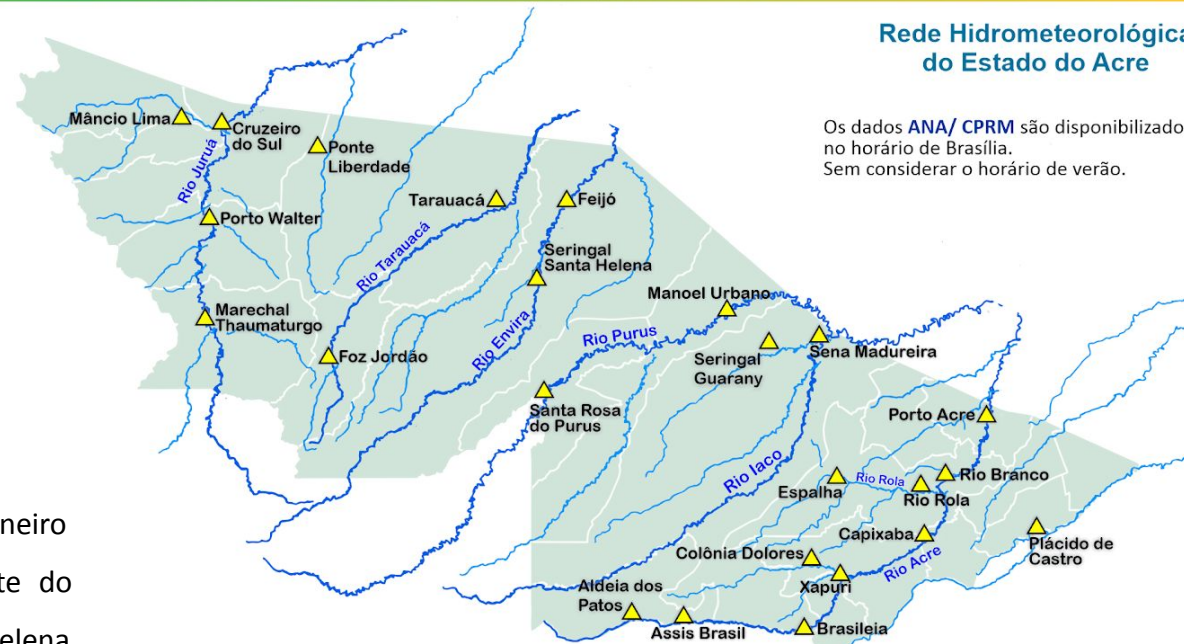 Rede Hidrometeorológica
do Estado do Acre
Os dados ANA/ CPRM são disponibilizado
no horário de Brasília.
Sem considerar o horário de verão.
Mâncio Lima
Cruzeiro
do Sul
Ponte
Liberdade
Rio Juruá
Tarauacá
Feijó
Porto Walter
Rio Tarauacá
Seringal
Santa Helena
Manoel Urbano
Marechal
Thaumaturgo
Rio Envira
Rio Purus
Foz Jordão
Seringal
Guarany
Sena Madureira
Santa Rosa
do Purus
Porto Acre
Rio Iaco
Espalha
Rio Rola
Rio Rola
Rio Branco
Capixaba
Plácido de
Castro
Colônia Dolores
Rio Acre
Xapuri
Aldeia dos
Patos
Assis Brasil
Brasileia
neiro
te do
elena